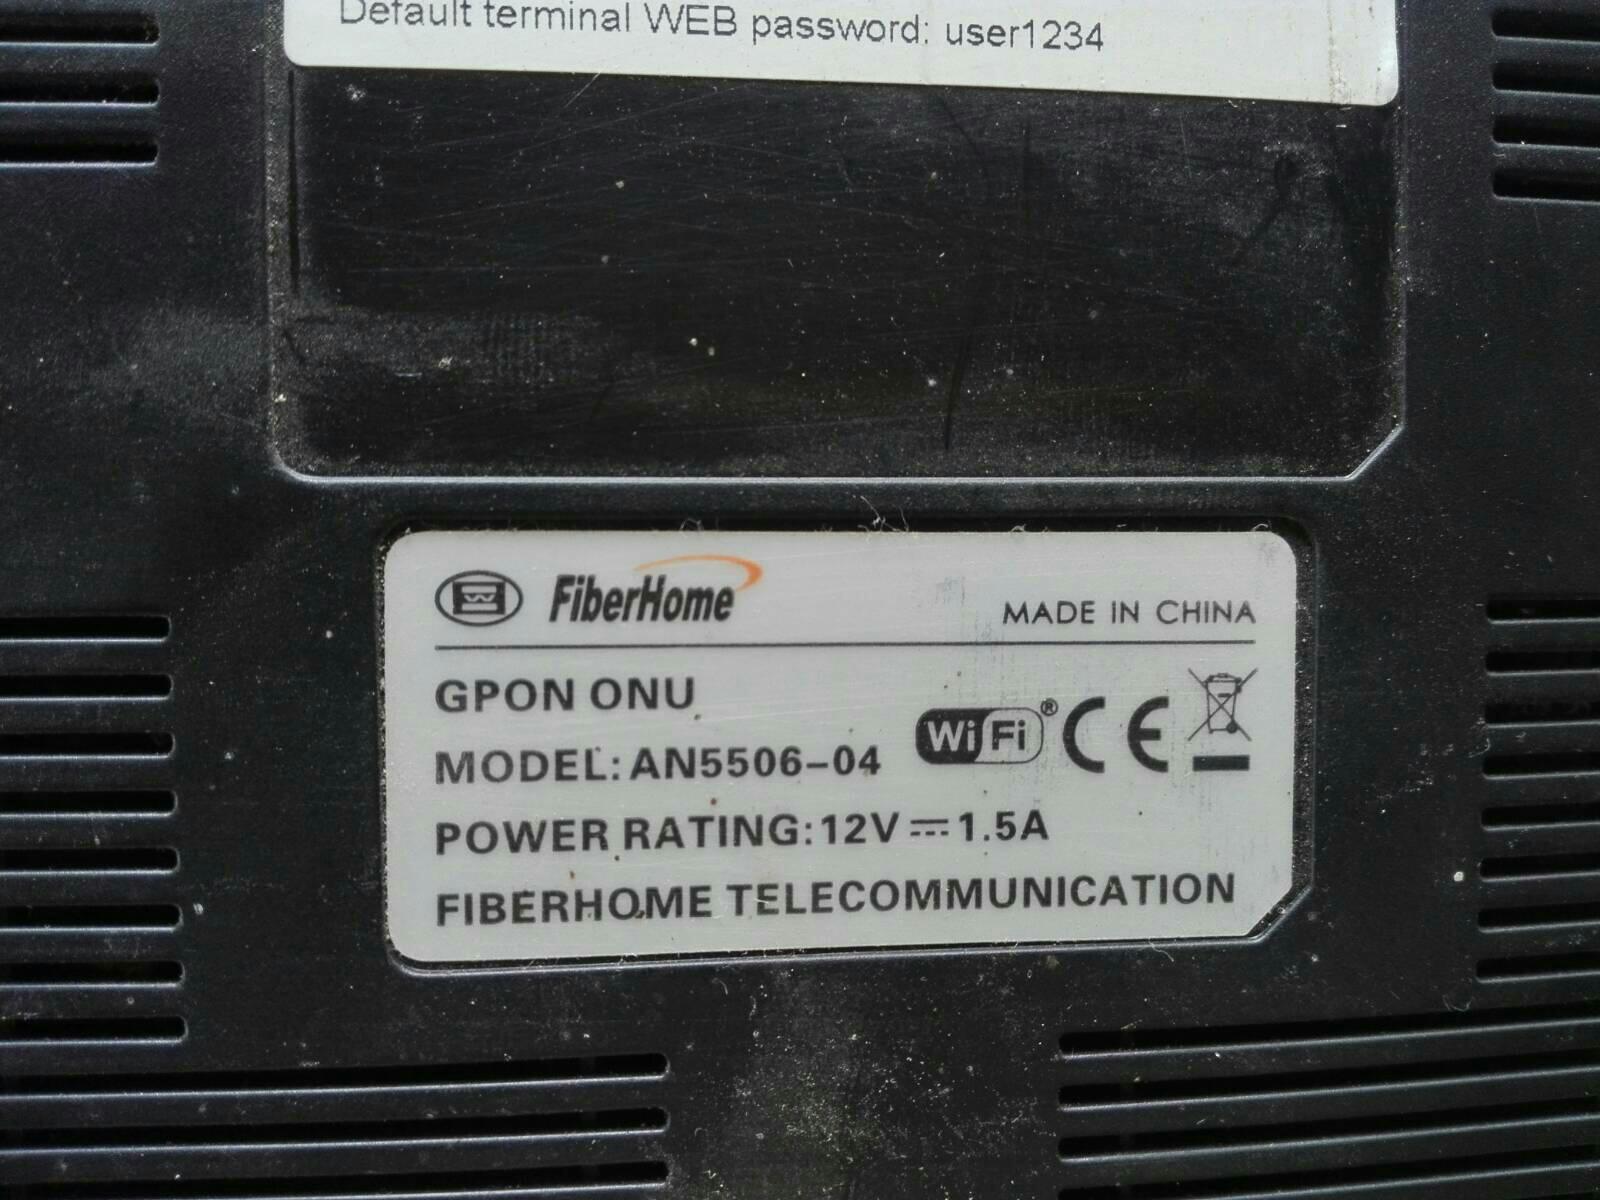 Default terminal WEB password: user1234
FiberHome MADE IN CHINA
GPON ONU
MODEL: AN5506-04 WiFi® CE
POWER RATING: 12V ⎓ 1.5A
FIBERHOME TELECOMMUNICATION